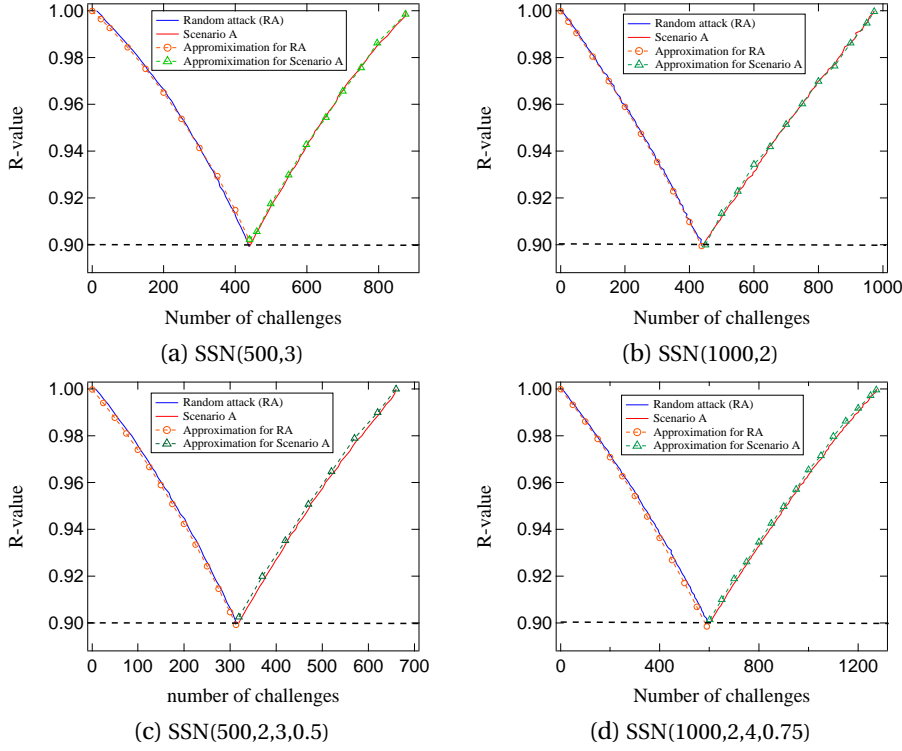 1.00
0.98
0.96
0.94
0.92
0.90
R-value
Random attack (RA)
Scenario A
Appromiximation for RA
Appromiximation for Scenario A
0 200 400 600 800
Number of challenges
(a) SSN(500,3)
1.00
0.98
0.96
0.94
0.92
0.90
R-value
Random attack (RA)
Scenario A
Approximation for RA
Approximation for Scenario A
0 200 400 600 800 1000
Number of challenges
(b) SSN(1000,2)
1.00
0.98
0.96
0.94
0.92
0.90
R-value
Random attack (RA)
Scenario A
Approximation for RA
Approximation for Scenario A
0 100 200 300 400 500 600 700
number of challenges
(c) SSN(500,2,3,0.5)
1.00
0.98
0.96
0.94
0.92
0.90
R-value
Random attack (RA)
Scenario A
Approximation for RA
Approximation for Scenario A
0 400 800 1200
Number of challenges
(d) SSN(1000,2,4,0.75)